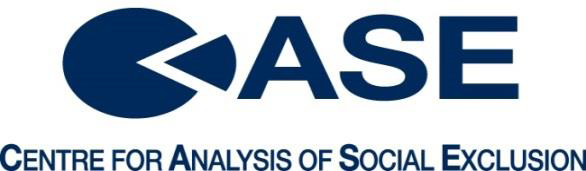 CASE
CENTRE FOR ANALYSIS OF SOCIAL EXCLUSION